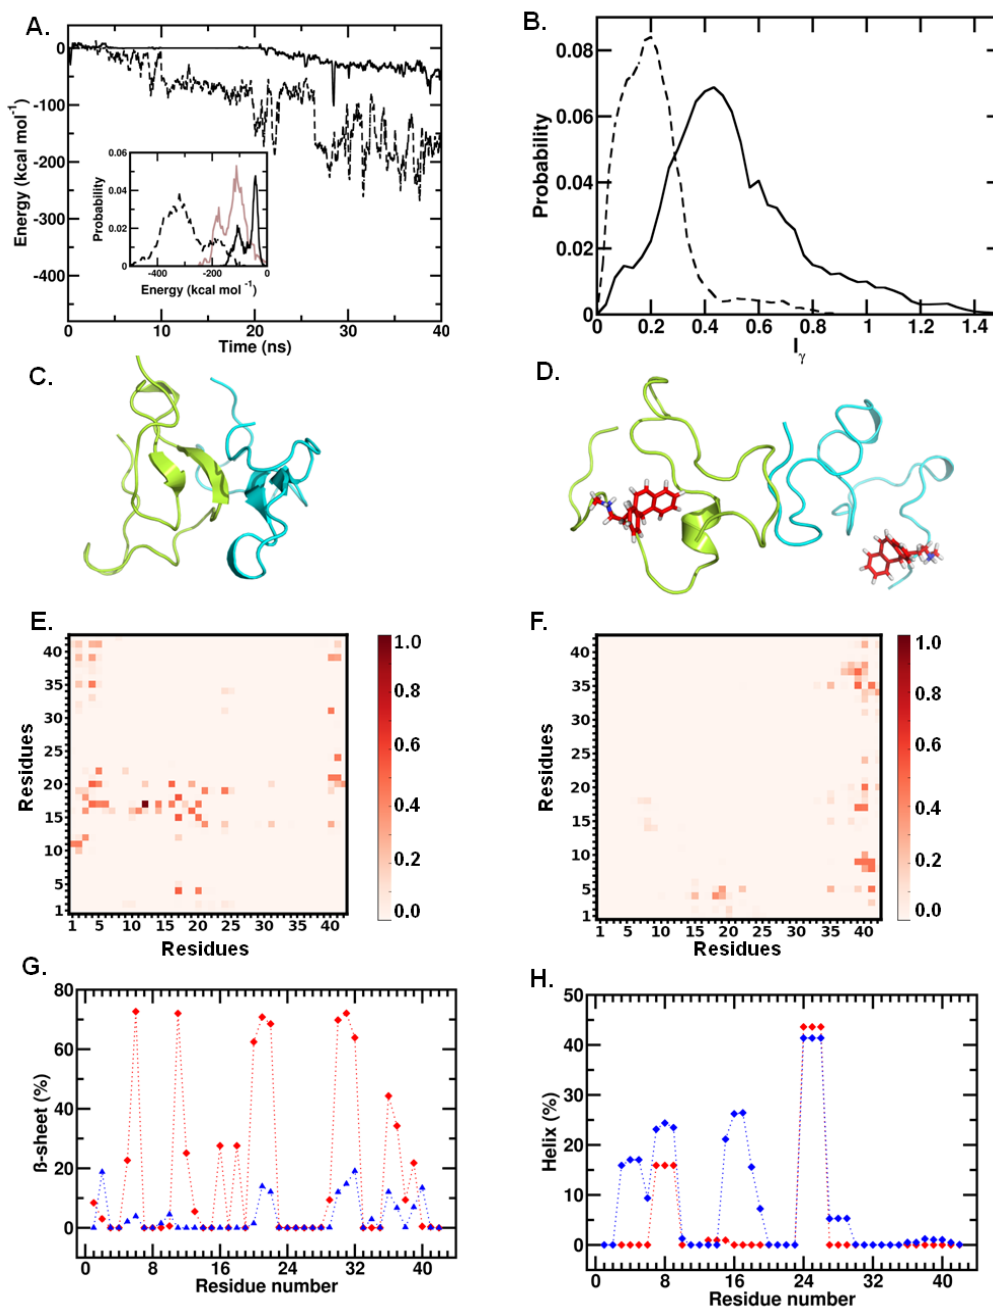 A.
0
-100
-200
-300
-400
Energy (kcal mol⁻¹)
0
10
20
30
40
Time (ns)
0.06
0.04
0.02
0
Probability
-400
-200
0
Energy (kcal mol ⁻¹)
B.
0.08
0.06
0.04
0.02
0
Probability
0
0.2
0.4
0.6
0.8
1
1.2
1.4
Iγ
C.
D.
E.
40
35
30
25
20
15
10
5
1
Residues
1 5 10 15 20 25 30 35 40
Residues
1.0
0.8
0.6
0.4
0.2
0.0
F.
40
35
30
25
20
15
10
5
1
Residues
1 5 10 15 20 25 30 35 40
Residues
1.0
0.8
0.6
0.4
0.2
0.0
G.
80
60
40
20
0
ß-sheet (%)
0 8 16 24 32 40
Residue number
H.
50
40
30
20
10
0
Helix (%)
0 8 16 24 32 40
Residue number